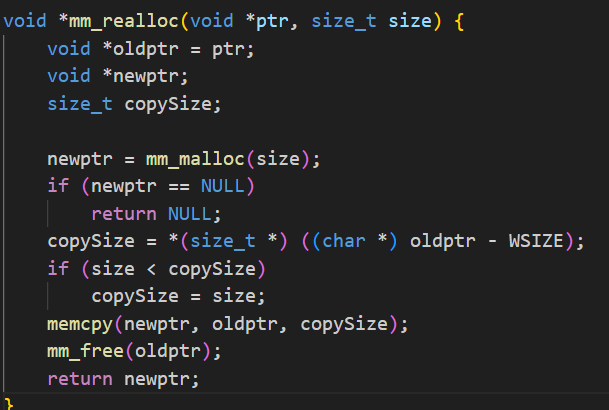 void *mm_realloc(void *ptr, size_t size) {
    void *oldptr = ptr;
    void *newptr;
    size_t copySize;

    newptr = mm_malloc(size);
    if (newptr == NULL)
        return NULL;
    copySize = *(size_t *) ((char *) oldptr - WSIZE);
    if (size < copySize)
        copySize = size;
    memcpy(newptr, oldptr, copySize);
    mm_free(oldptr);
    return newptr;
}